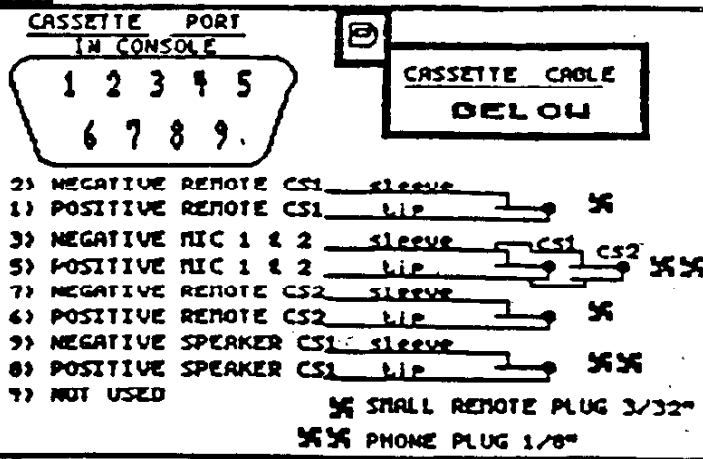 CASSETTE PORT
IN CONSOLE
1 2 3 4 5
6 7 8 9.
CASSETTE CABLE
BELOW
2) NEGATIVE REMOTE CS1 sleeve
1) POSITIVE REMOTE CS1 tip
3) NEGATIVE MIC 1 & 2 sleeve
CS1 CS2
5) POSITIVE MIC 1 & 2 tip
7) NEGATIVE REMOTE CS2 sleeve
6) POSITIVE REMOTE CS2 tip
9) NEGATIVE SPEAKER CS1 sleeve
8) POSITIVE SPEAKER CS1 tip
4) NOT USED
SMALL REMOTE PLUG 3/32"
PHONE PLUG 1/8"